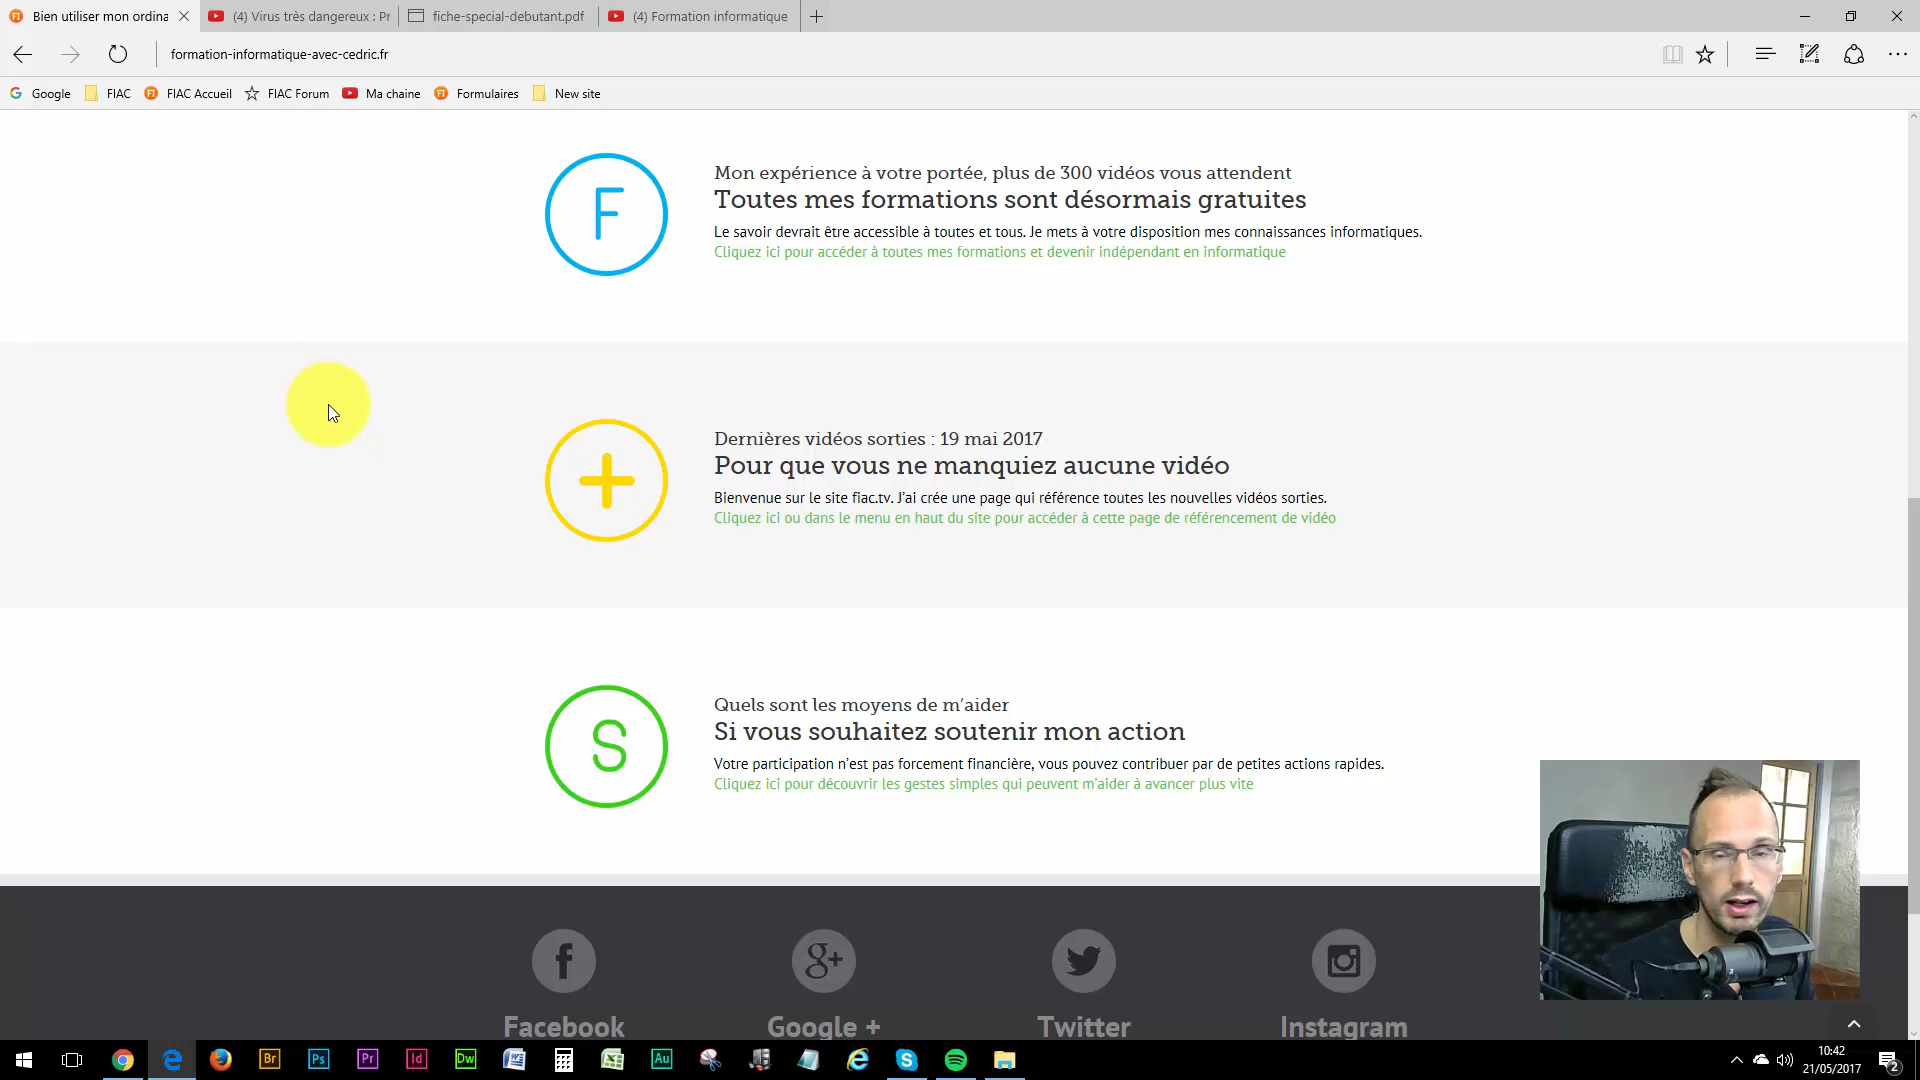 Bien utiliser mon ordina
(4) Virus très dangereux : Pr
fiche-special-debutant.pdf
(4) Formation informatique
formation-informatique-avec-cedric.fr
Google
FIAC
FIAC Accueil
FIAC Forum
Ma chaine
Formulaires
New site
F
Mon expérience à votre portée, plus de 300 vidéos vous attendent
Toutes mes formations sont désormais gratuites
Le savoir devrait être accessible à toutes et tous. Je mets à votre disposition mes connaissances informatiques.
Cliquez ici pour accéder à toutes mes formations et devenir indépendant en informatique
Dernières vidéos sorties : 19 mai 2017
Pour que vous ne manquiez aucune vidéo
Bienvenue sur le site fiac.tv. J'ai crée une page qui référence toutes les nouvelles vidéos sorties.
Cliquez ici ou dans le menu en haut du site pour accéder à cette page de référencement de vidéo
S
Quels sont les moyens de m'aider
Si vous souhaitez soutenir mon action
Votre participation n'est pas forcement financière, vous pouvez contribuer par de petites actions rapides.
Cliquez ici pour découvrir les gestes simples qui peuvent m'aider à avancer plus vite
Facebook
Google +
Twitter
Instagram
Br
Ps
Pr
Id
Dw
Au
10:42
21/05/2017
2